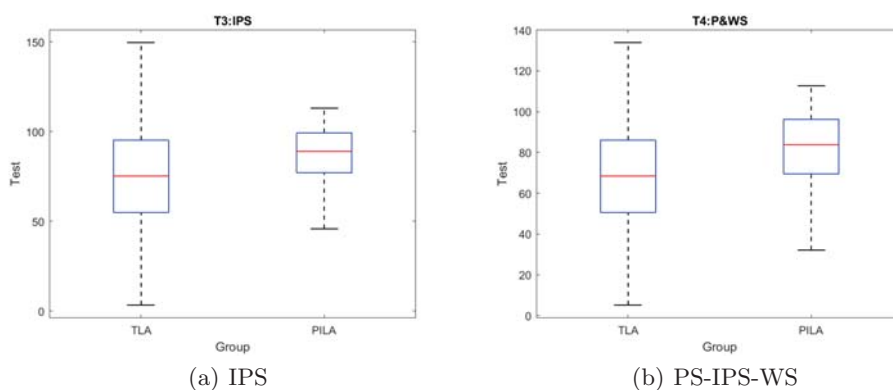 T3:IPS
150
100
50
0
Test
TLA
PILA
Group
(a) IPS
T4:P&WS
140
120
100
80
60
40
20
0
Test
TLA
PILA
Group
(b) PS-IPS-WS